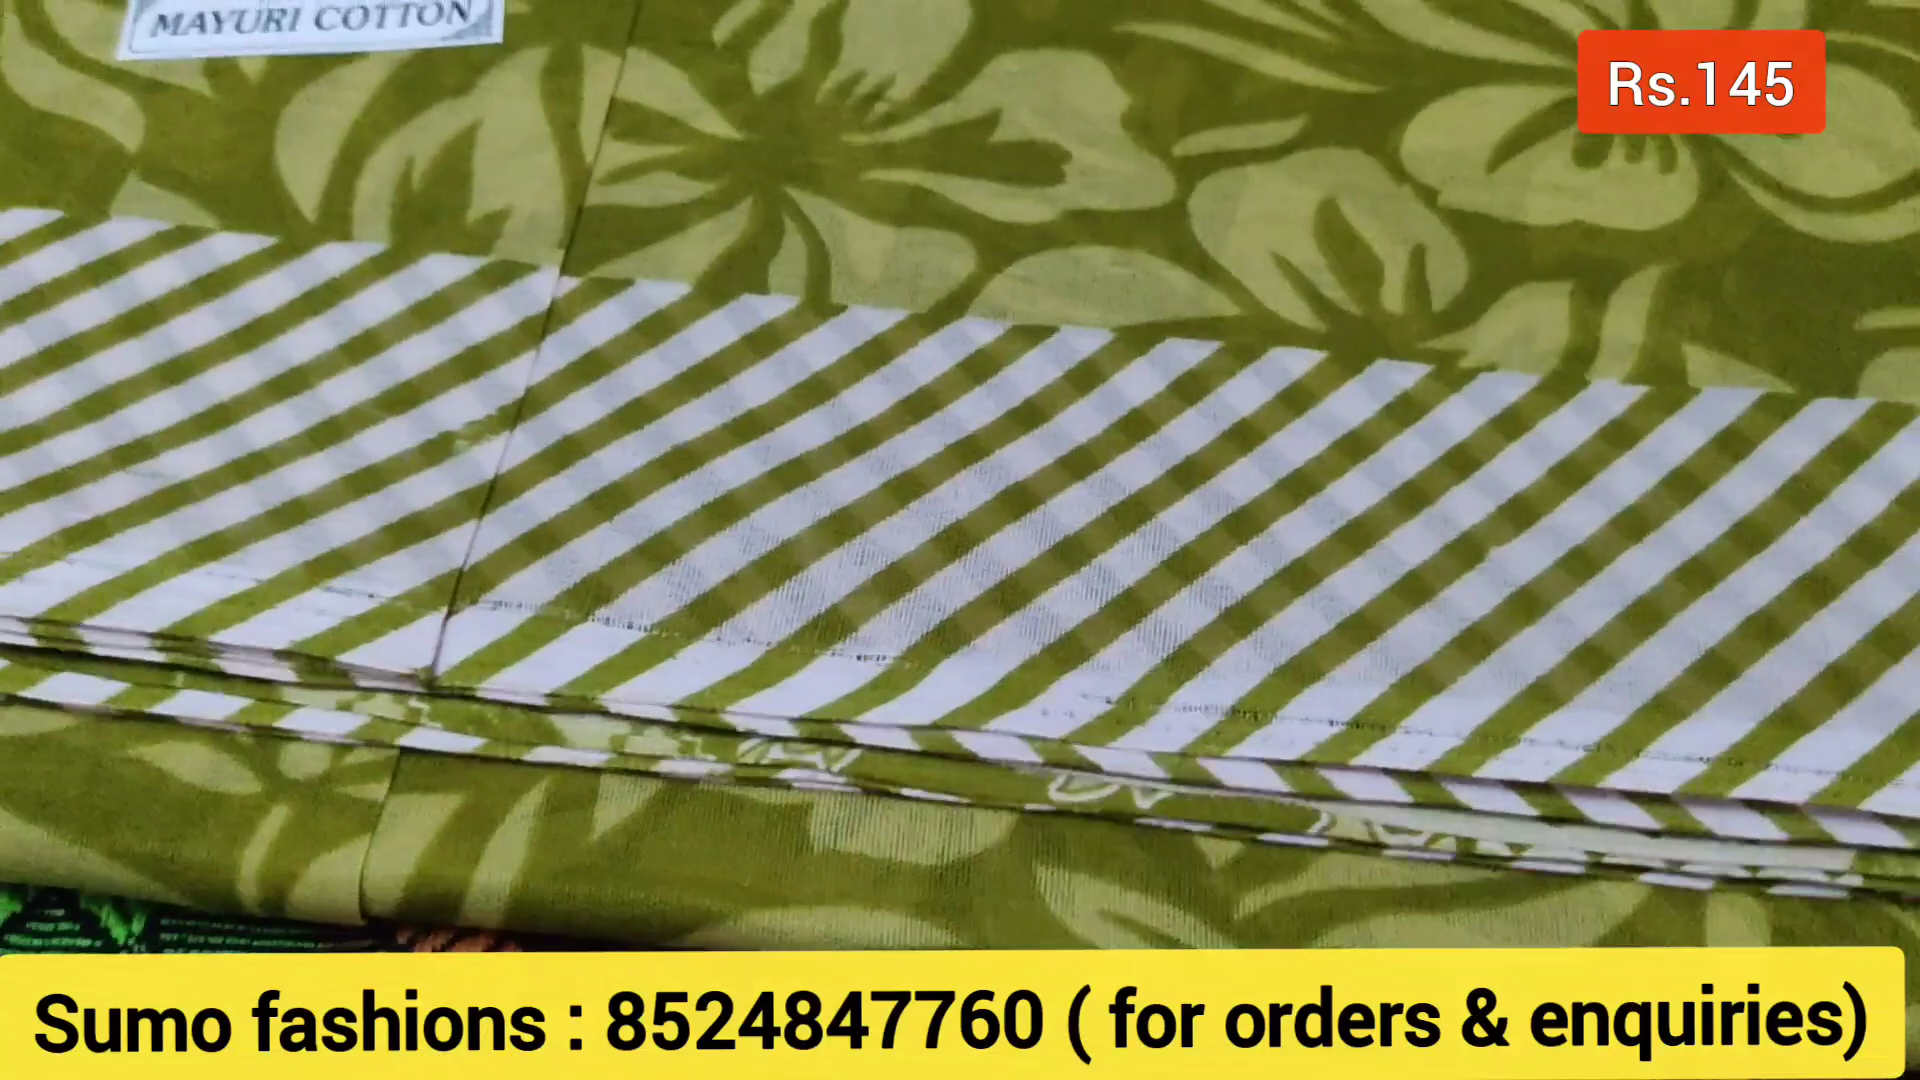 MAYURI COTTON
Rs.145
Sumo fashions : 8524847760 ( for orders & enquiries)